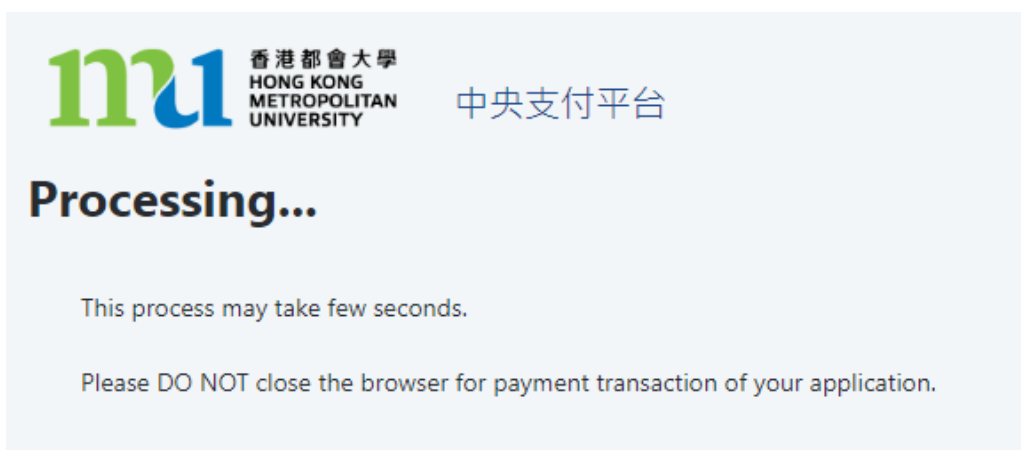 mu
香港都會大學
HONG KONG
METROPOLITAN
UNIVERSITY
中央支付平台
Processing...
This process may take few seconds.
Please DO NOT close the browser for payment transaction of your application.